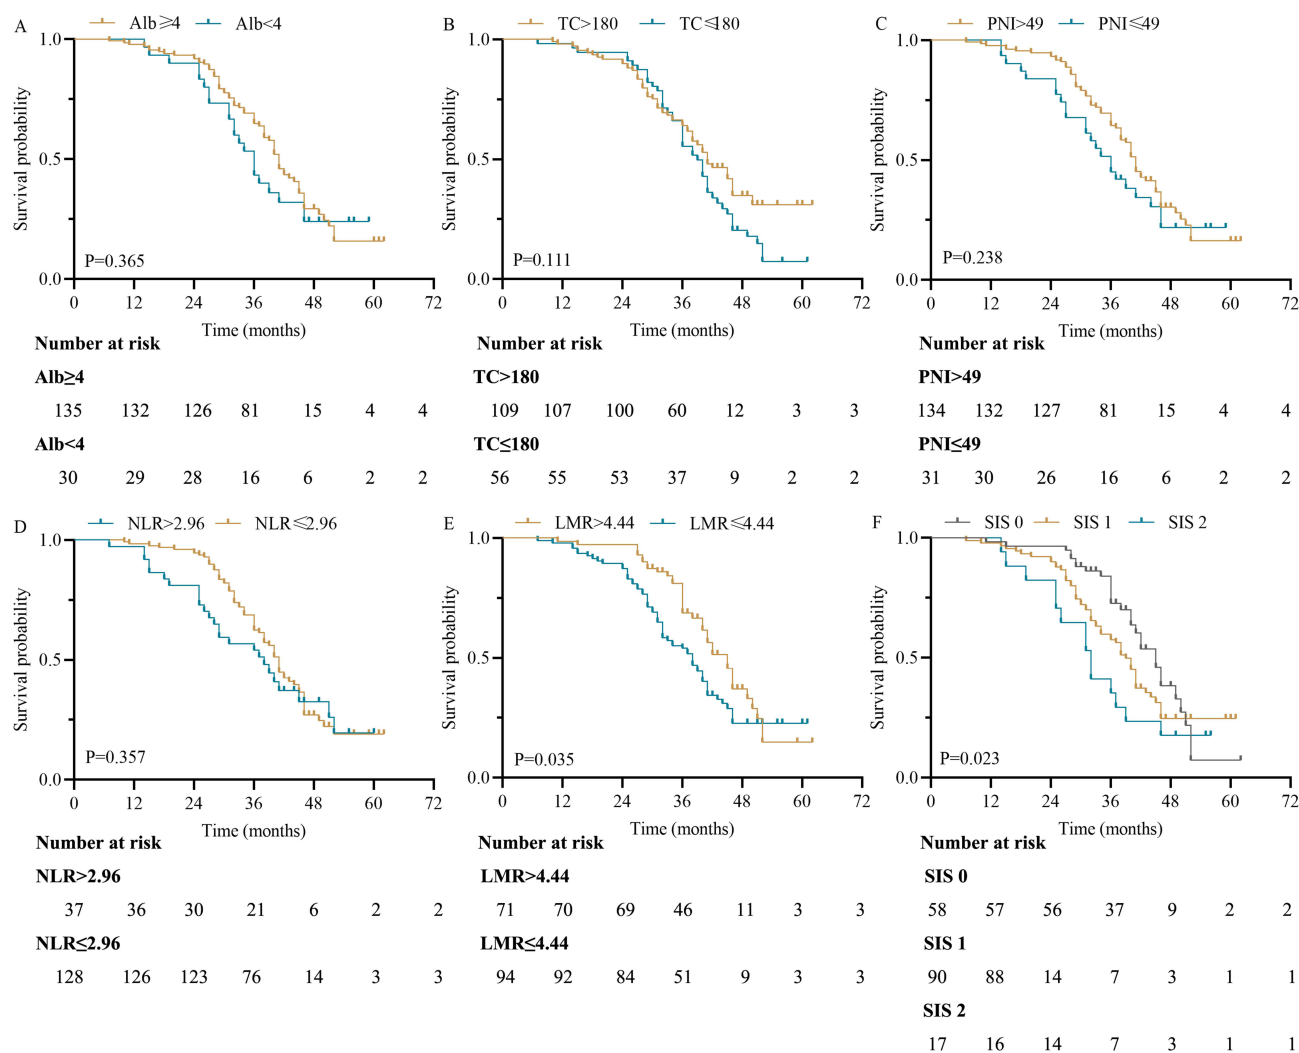 A
Alb≥4
Alb<4
Survival probability
1.0
0.5
0.0
P=0.365
0 12 24 36 48 60 72
Time (months)
Number at risk
Alb≥4
135 132 126 81 15 4 4
Alb<4
30 29 28 16 6 2 2
B
TC>180
TC≤180
Survival probability
1.0
0.5
0.0
P=0.111
0 12 24 36 48 60 72
Time (months)
Number at risk
TC>180
109 107 100 60 12 3 3
TC≤180
56 55 53 37 9 2 2
C
PNI>49
PNI≤49
Survival probability
1.0
0.5
0.0
P=0.238
0 12 24 36 48 60 72
Time (months)
Number at risk
PNI>49
134 132 127 81 15 4 4
PNI≤49
31 30 26 16 6 2 2
D
NLR>2.96
NLR≤2.96
Survival probability
1.0
0.5
0.0
P=0.357
0 12 24 36 48 60 72
Time (months)
Number at risk
NLR>2.96
37 36 30 21 6 2 2
NLR≤2.96
128 126 123 76 14 3 3
E
LMR>4.44
LMR≤4.44
Survival probability
1.0
0.5
0.0
P=0.035
0 12 24 36 48 60 72
Time (months)
Number at risk
LMR>4.44
71 70 69 46 11 3 3
LMR≤4.44
94 92 84 51 9 3 3
F
SIS 0
SIS 1
SIS 2
Survival probability
1.0
0.5
0.0
P=0.023
0 12 24 36 48 60 72
Time (months)
Number at risk
SIS 0
58 57 56 37 9 2 2
SIS 1
90 88 14 7 3 1 1
SIS 2
17 16 14 7 3 1 1